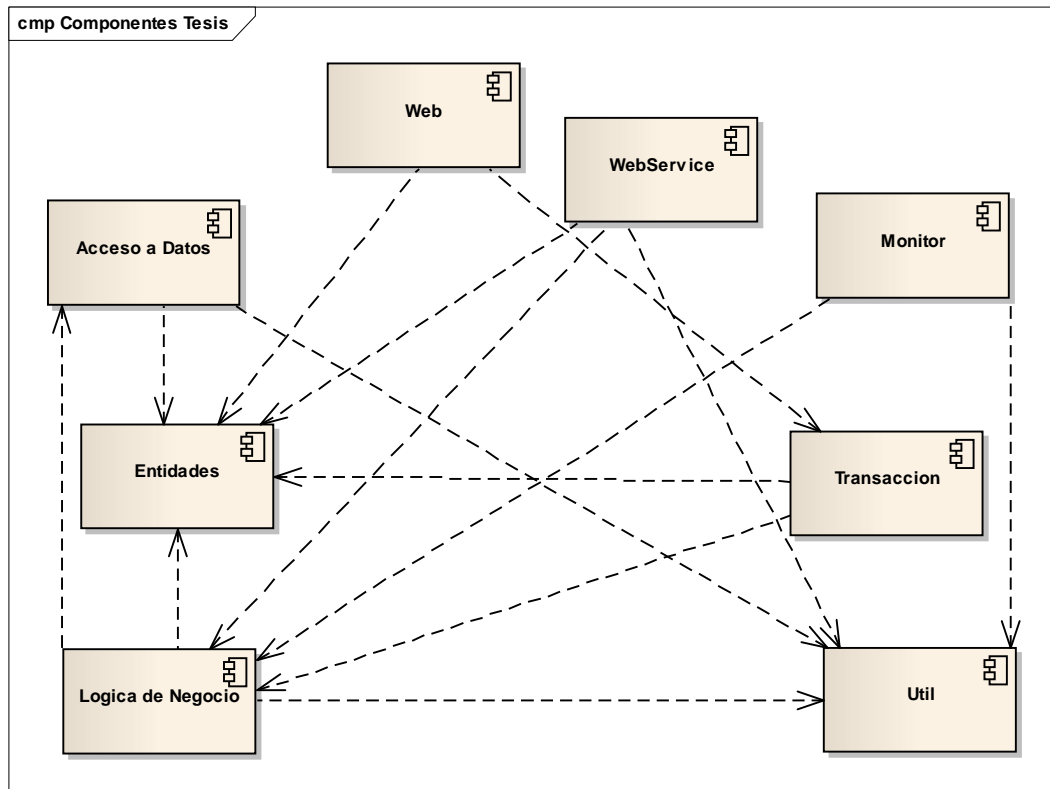 cmp Componentes Tesis
Web
WebService
Acceso a Datos
Monitor
Entidades
Transaccion
Logica de Negocio
Util